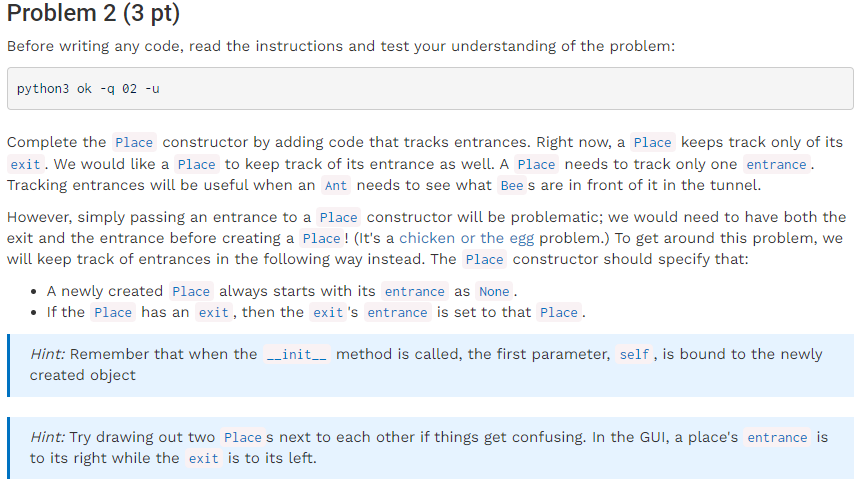 Problem 2 (3 pt)
Before writing any code, read the instructions and test your understanding of the problem:
python3 ok -q 02 -u
Complete the Place constructor by adding code that tracks entrances. Right now, a Place keeps track only of its
exit. We would like a Place to keep track of its entrance as well. A Place needs to track only one entrance.
Tracking entrances will be useful when an Ant needs to see what Bees are in front of it in the tunnel.
However, simply passing an entrance to a Place constructor will be problematic; we would need to have both the
exit and the entrance before creating a Place! (It's a chicken or the egg problem.) To get around this problem, we
will keep track of entrances in the following way instead. The Place constructor should specify that:
• A newly created Place always starts with its entrance as None.
• If the Place has an exit, then the exit's entrance is set to that Place.
Hint: Remember that when the __init__ method is called, the first parameter, self, is bound to the newly
created object
Hint: Try drawing out two Places next to each other if things get confusing. In the GUI, a place's entrance is
to its right while the exit is to its left.